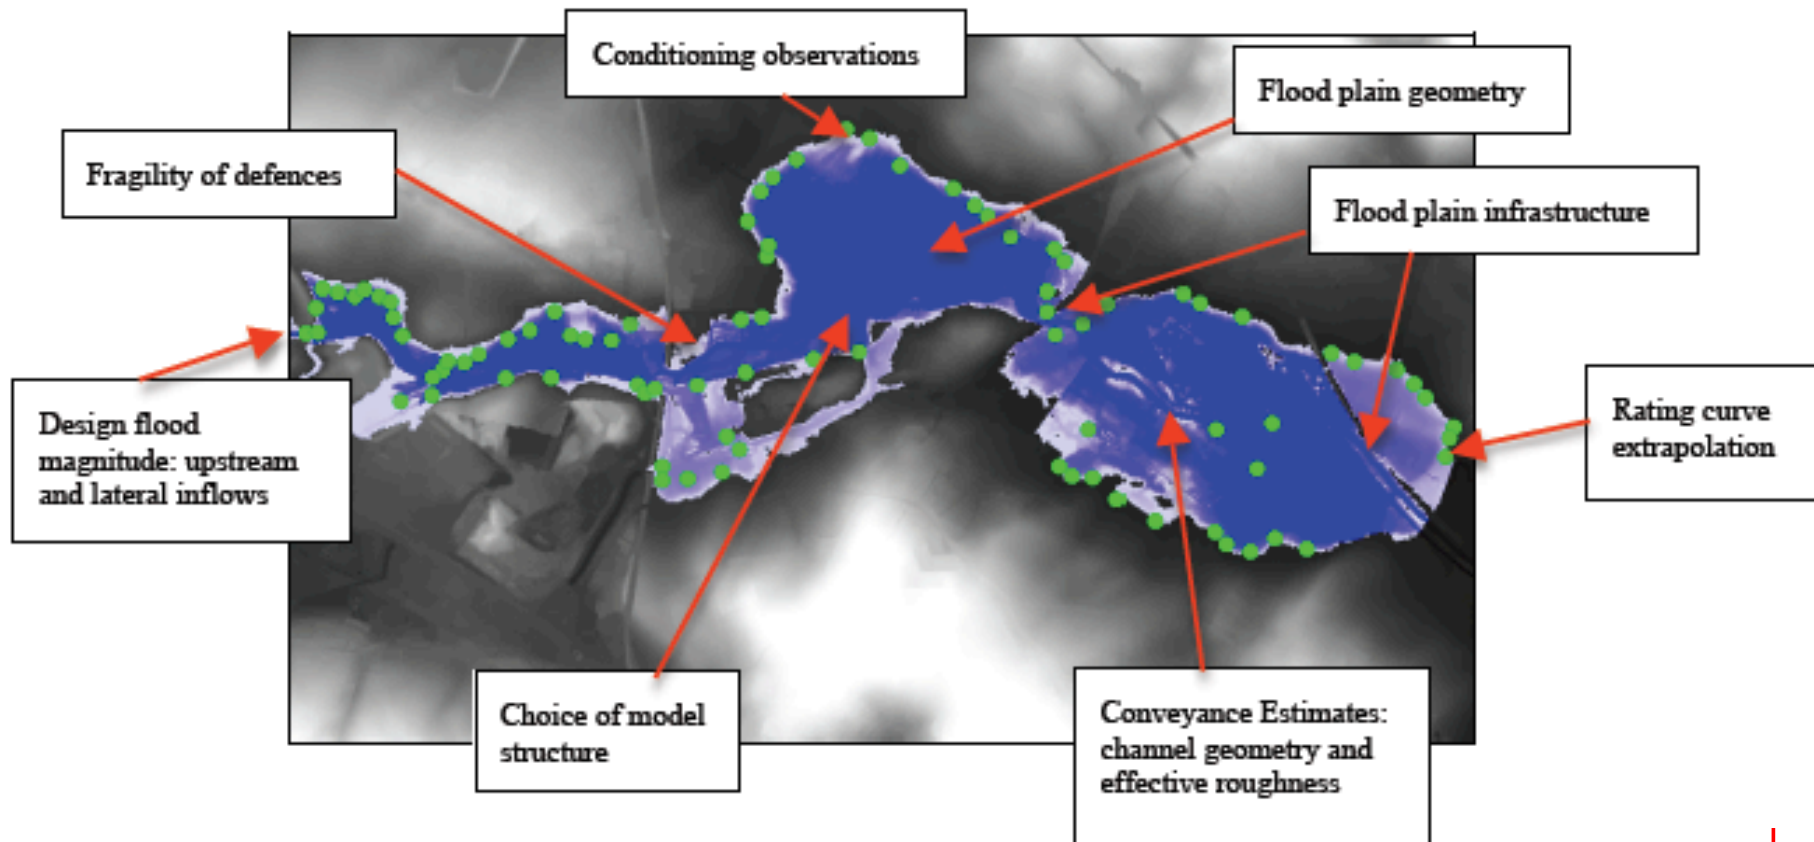 Conditioning observations
Flood plain geometry
Fragility of defences
Flood plain infrastructure
Design flood
magnitude: upstream
and lateral inflows
Rating curve
extrapolation
Choice of model
structure
Conveyance Estimates:
channel geometry and
effective roughness